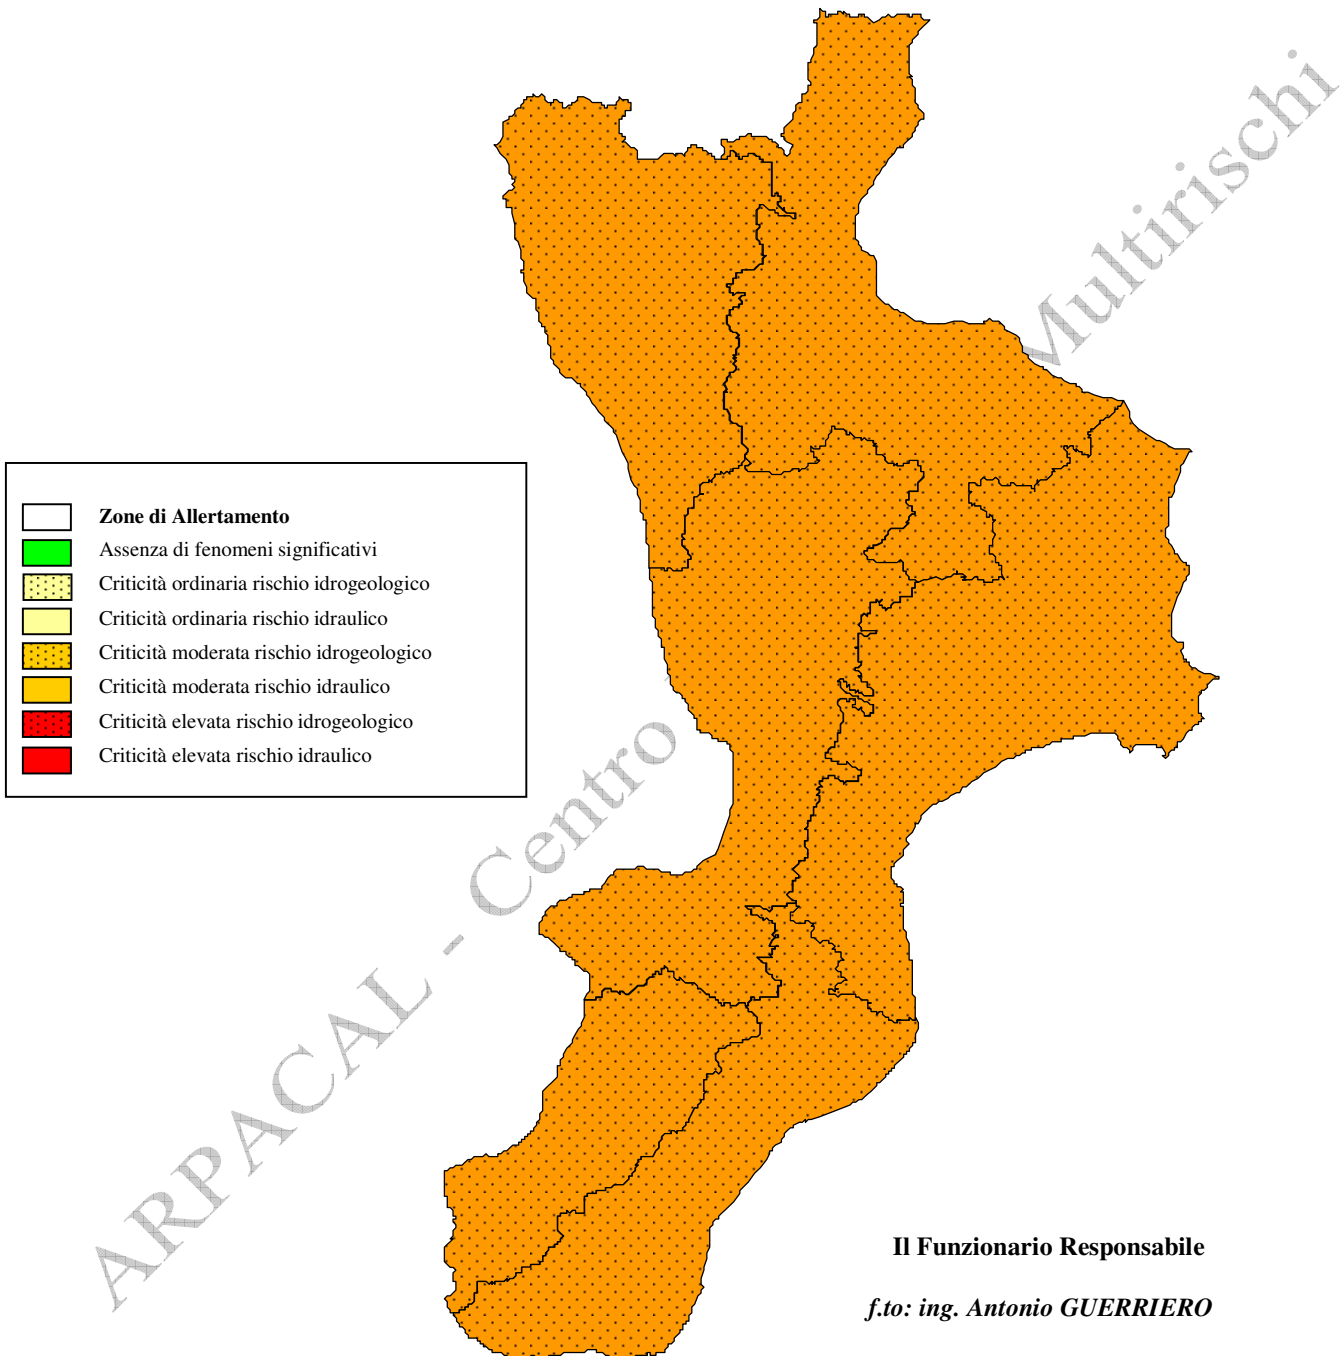 Zone di Allertamento
Assenza di fenomeni significativi
Criticità ordinaria rischio idrogeologico
Criticità ordinaria rischio idraulico
Criticità moderata rischio idrogeologico
Criticità moderata rischio idraulico
Criticità elevata rischio idrogeologico
Criticità elevata rischio idraulico
ARPACAL - Centro Multirischi
Il Funzionario Responsabile
f.to: ing. Antonio GUERRIERO